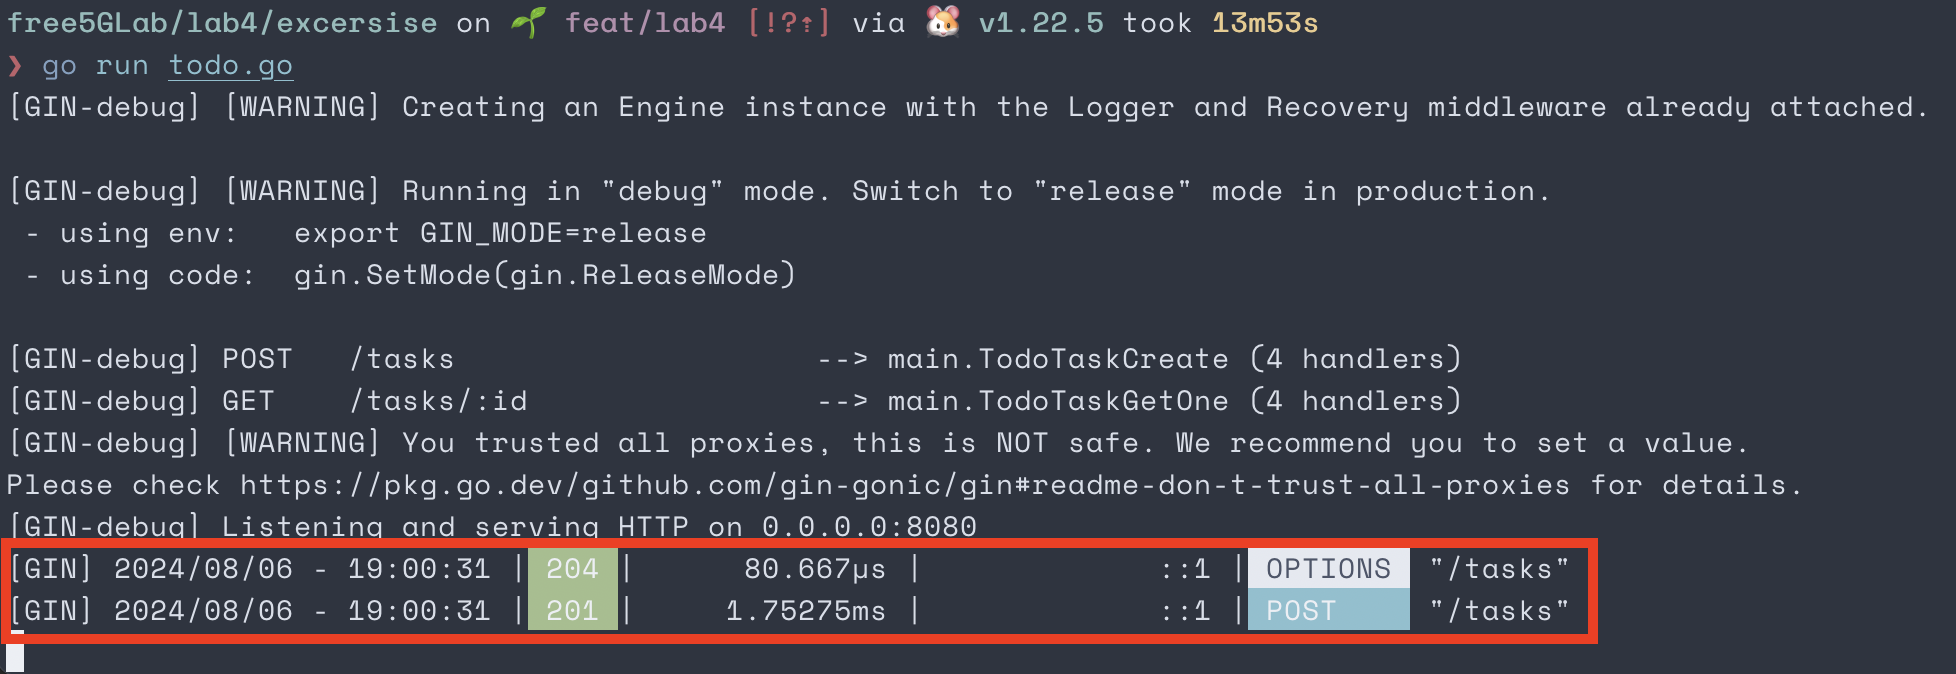 free5GLab/lab4/excersise on 🌱 feat/lab4 [!?⇡] via 🐹 v1.22.5 took 13m53s
❯ go run todo.go
[GIN-debug] [WARNING] Creating an Engine instance with the Logger and Recovery middleware already attached.
[GIN-debug] [WARNING] Running in "debug" mode. Switch to "release" mode in production.
 - using env:   export GIN_MODE=release
 - using code:  gin.SetMode(gin.ReleaseMode)
[GIN-debug] POST   /tasks                    --> main.TodoTaskCreate (4 handlers)
[GIN-debug] GET    /tasks/:id                --> main.TodoTaskGetOne (4 handlers)
[GIN-debug] [WARNING] You trusted all proxies, this is NOT safe. We recommend you to set a value.
Please check https://pkg.go.dev/github.com/gin-gonic/gin#readme-don-t-trust-all-proxies for details.
[GIN-debug] Listening and serving HTTP on 0.0.0.0:8080
[GIN] 2024/08/06 - 19:00:31 | 204 |      80.667µs |             ::1 | OPTIONS  "/tasks"
[GIN] 2024/08/06 - 19:00:31 | 201 |     1.75275ms |             ::1 | POST     "/tasks"